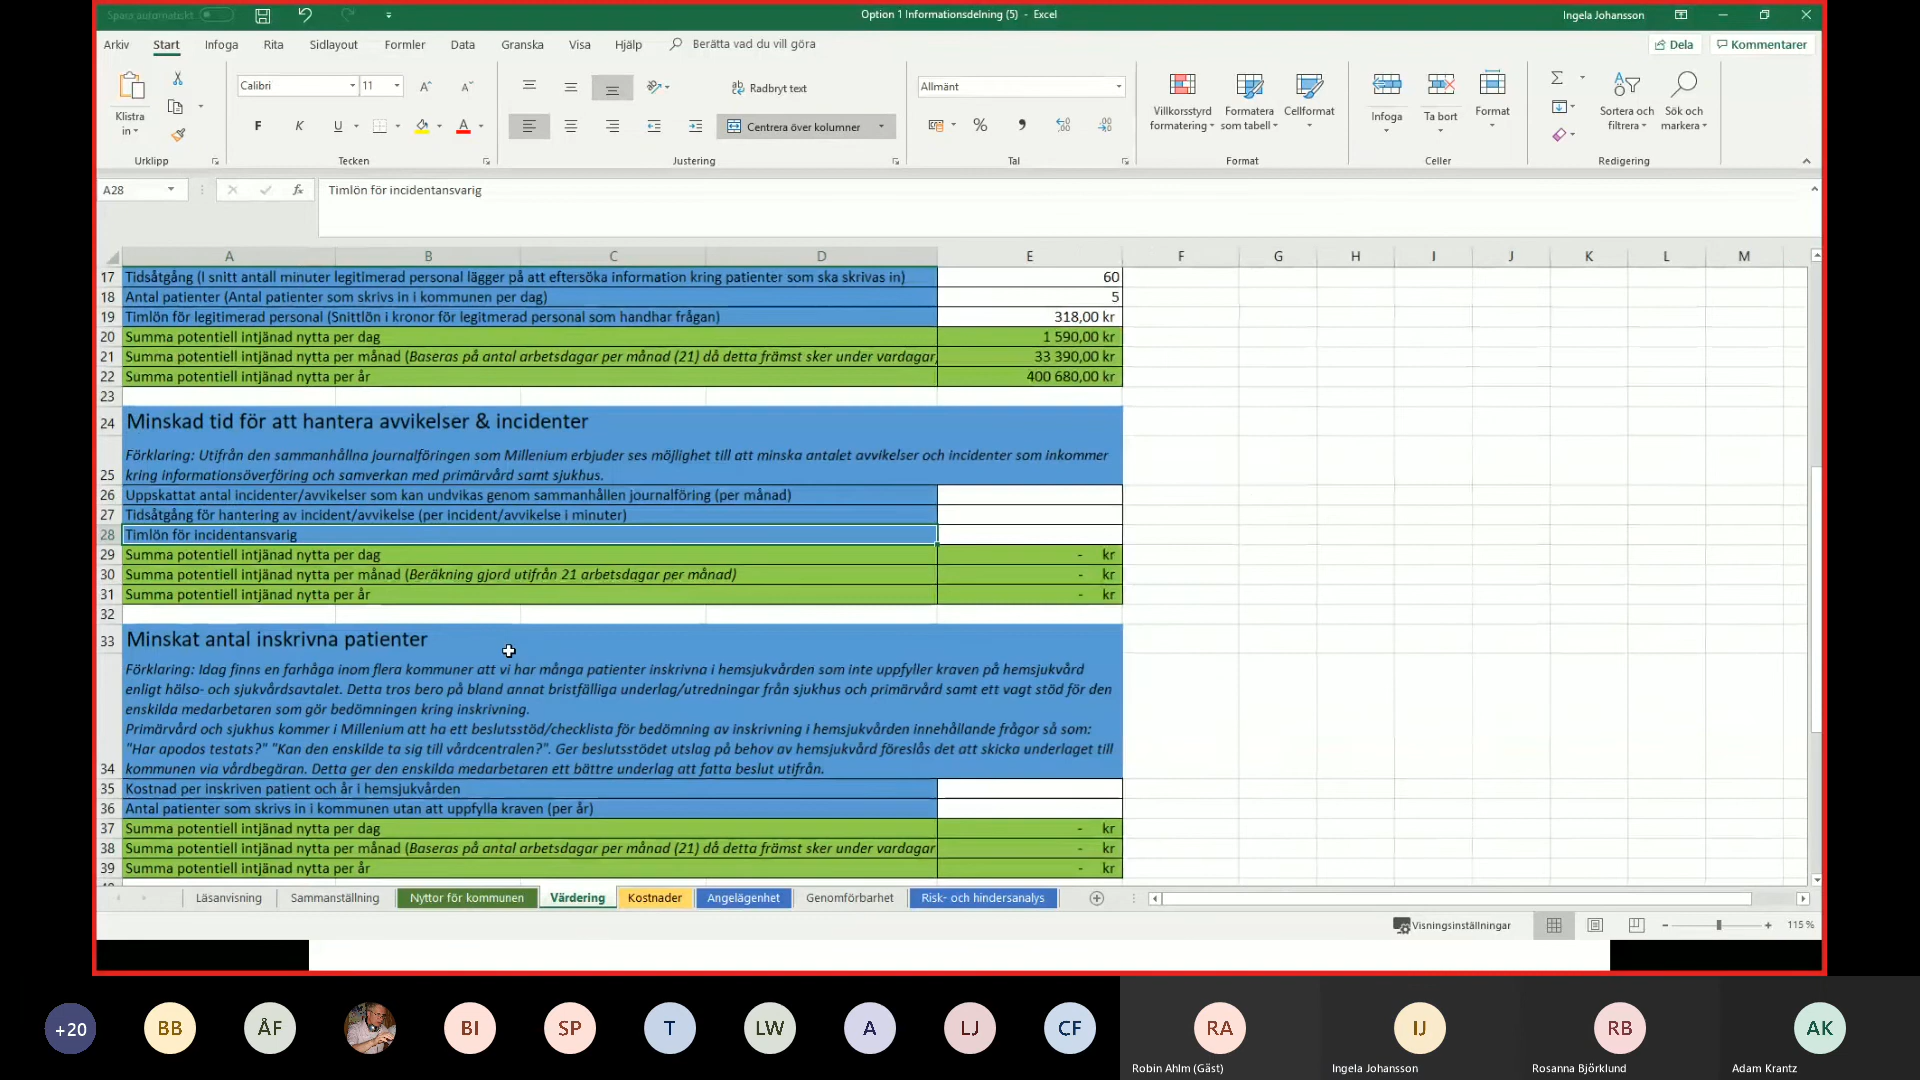 Spara automatiskt
Option 1 Informationsdelning (5) - Excel
Ingela Johansson
Arkiv Start Infoga Rita Sidlayout Formler Data Granska Visa Hjälp Berätta vad du vill göra Dela Kommentarer
Klistra in
Urklipp
Calibri 11
F K U
Tecken
Radbryt text
Centrera över kolumner
Justering
Allmänt
Tal
Villkorsstyrd formatering
Formatera som tabell
Cellformat
Format
Infoga
Ta bort
Format
Celler
Sortera och filtrera
Sök och markera
Redigering
A28 fx Timlön för incidentansvarig
A B C D E F G H I J K L M
17 Tidsåtgång (I snitt antall minuter legitimerad personal lägger på att eftersöka information kring patienter som ska skrivas in) 60
18 Antal patienter (Antal patienter som skrivs in i kommunen per dag) 5
19 Timlön för legitimerad personal (Snittlön i kronor för legitmerad personal som handhar frågan) 318,00 kr
20 Summa potentiell intjänad nytta per dag 1 590,00 kr
21 Summa potentiell intjänad nytta per månad (Baseras på antal arbetsdagar per månad (21) då detta främst sker under vardagar) 33 390,00 kr
22 Summa potentiell intjänad nytta per år 400 680,00 kr
23
24 Minskad tid för att hantera avvikelser & incidenter
Förklaring: Utifrån den sammanhållna journalföringen som Millenium erbjuder ses möjlighet till att minska antalet avvikelser och incidenter som inkommer
25 kring informationsöverföring och samverkan med primärvård samt sjukhus.
26 Uppskattat antal incidenter/avvikelser som kan undvikas genom sammanhållen journalföring (per månad)
27 Tidsåtgång för hantering av incident/avvikelse (per incident/avvikelse i minuter)
28 Timlön för incidentansvarig
29 Summa potentiell intjänad nytta per dag - kr
30 Summa potentiell intjänad nytta per månad (Beräkning gjord utifrån 21 arbetsdagar per månad) - kr
31 Summa potentiell intjänad nytta per år - kr
32
33 Minskat antal inskrivna patienter
Förklaring: Idag finns en farhåga inom flera kommuner att vi har många patienter inskrivna i hemsjukvården som inte uppfyller kraven på hemsjukvård
enligt hälso- och sjukvårdsavtalet. Detta tros bero på bland annat bristfälliga underlag/utredningar från sjukhus och primärvård samt ett vagt stöd för den
enskilda medarbetaren som gör bedömningen kring inskrivning.
Primärvård och sjukhus kommer i Millenium att ha ett beslutsstöd/checklista för bedömning av inskrivning i hemsjukvården innehållande frågor så som:
"Har apodos testats?" "Kan den enskilde ta sig till vårdcentralen?". Ger beslutsstödet utslag på behov av hemsjukvård föreslås det att skicka underlaget till
34 kommunen via vårdbegäran. Detta ger den enskilda medarbetaren ett bättre underlag att fatta beslut utifrån.
35 Kostnad per inskriven patient och år i hemsjukvården
36 Antal patienter som skrivs in i kommunen utan att uppfylla kraven (per år)
37 Summa potentiell intjänad nytta per dag - kr
38 Summa potentiell intjänad nytta per månad (Baseras på antal arbetsdagar per månad (21) då detta främst sker under vardagar - kr
39 Summa potentiell intjänad nytta per år - kr
Läsanvisning Sammanställning Nyttor för kommunen Värdering Kostnader Angelägenhet Genomförbarhet Risk- och hindersanalys
Visningsinställningar 115 %
+20 BB ÅF BI SP T LW A LJ CF RA IJ RB AK
Robin Ahlm (Gäst) Ingela Johansson Rosanna Björklund Adam Krantz